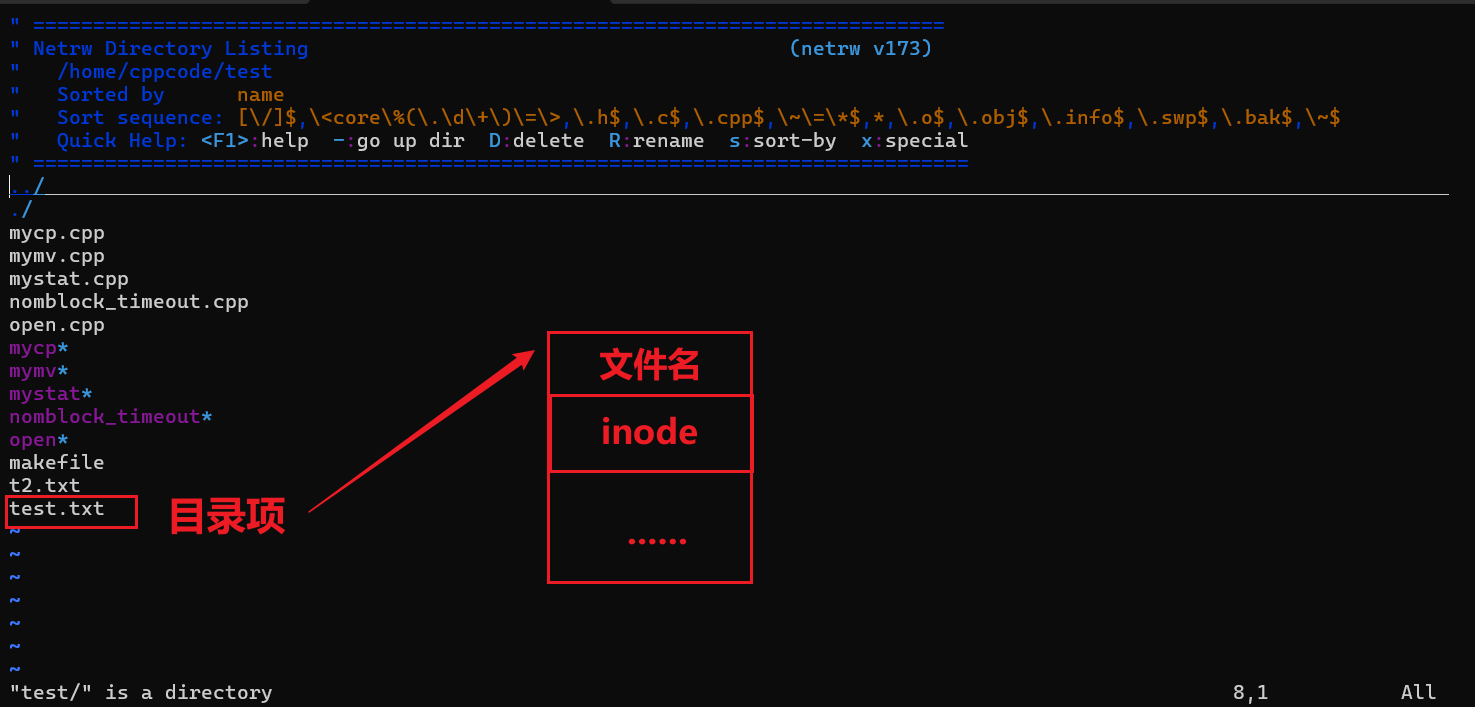 " ============================================================================
" Netrw Directory Listing                                        (netrw v173)
"   /home/cppcode/test
"   Sorted by      name
"   Sort sequence: [\/]$,\<core\%(\.\d\+\)\=\>,\.h$,\.c$,\.cpp$,\~\=\*$,*,\.o$,\.obj$,\.info$,\.swp$,\.bak$,\~$
"   Quick Help: <F1>:help  -:go up dir  D:delete  R:rename  s:sort-by  x:special
" ==============================================================================
../
./
mycp.cpp
mymv.cpp
mystat.cpp
nomblock_timeout.cpp
open.cpp
mycp*
文件名
mymv*
mystat*
nomblock_timeout*
inode
open*
makefile
t2.txt
test.txt
目录项
~
......
~
~
~
~
~
~
"test/" is a directory                                                                8,1           All